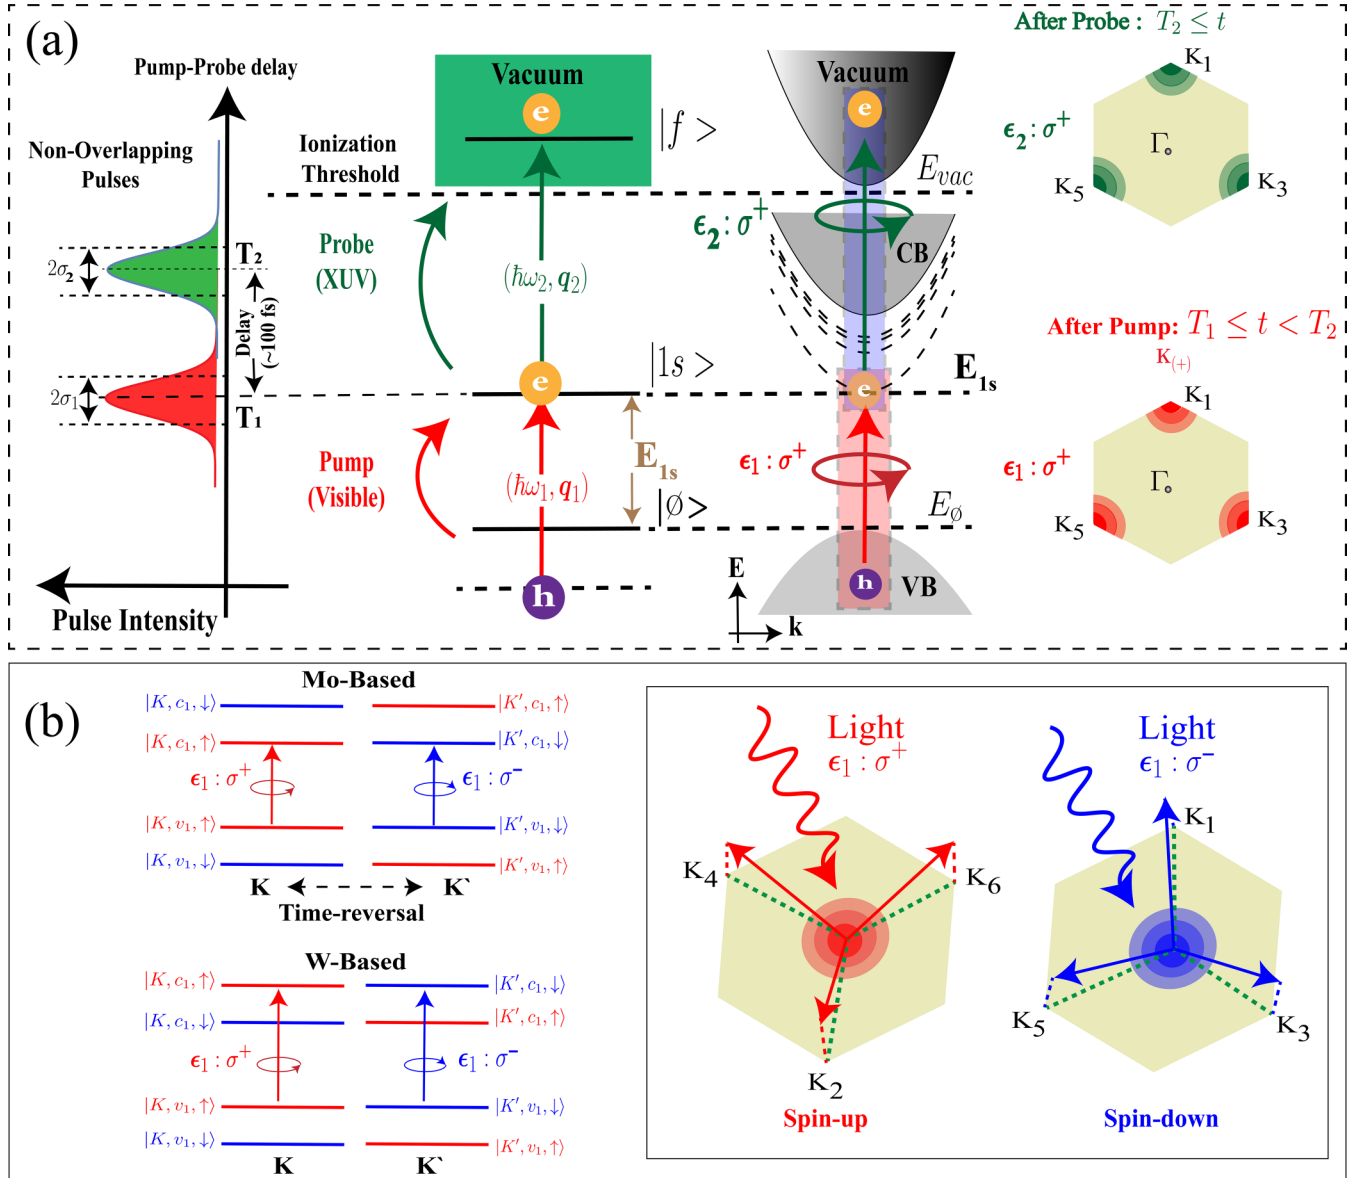 (a)
Pump-Probe delay
Non-Overlapping
Pulses
2σ₂
T₂
Delay
(~100 fs)
2σ₁
T₁
Pulse Intensity
Vacuum
e
|f >
Ionization
Threshold
Probe
(XUV)
(ħω₂, q₂)
|1s >
e
Pump
(Visible)
E₁ₛ
(ħω₁, q₁)
|∅ >
h
Vacuum
e
E_vac
ϵ₂ : σ⁺
CB
e
E₁ₛ
ϵ₁ : σ⁺
E_∅
h
VB
E
k
After Probe : T₂ ≤ t
K₁
ϵ₂ : σ⁺
Γ
K₅
K₃
After Pump: T₁ ≤ t < T₂
K₍₊₎
K₁
ϵ₁ : σ⁺
Γ
K₅
K₃
(b)
Mo-Based
|K, c₁, ↓⟩
|K′, c₁, ↑⟩
|K, c₁, ↑⟩
|K′, c₁, ↓⟩
ϵ₁ : σ⁺
ϵ₁ : σ⁻
|K, v₁, ↑⟩
|K′, v₁, ↓⟩
|K, v₁, ↓⟩
|K′, v₁, ↑⟩
K
K`
Time-reversal
W-Based
|K, c₁, ↑⟩
|K′, c₁, ↓⟩
|K, c₁, ↓⟩
|K′, c₁, ↑⟩
ϵ₁ : σ⁺
ϵ₁ : σ⁻
|K, v₁, ↑⟩
|K′, v₁, ↓⟩
|K, v₁, ↓⟩
|K′, v₁, ↑⟩
K
K`
Light
ϵ₁ : σ⁺
K₄
K₆
K₂
Spin-up
Light
ϵ₁ : σ⁻
K₁
K₅
K₃
Spin-down